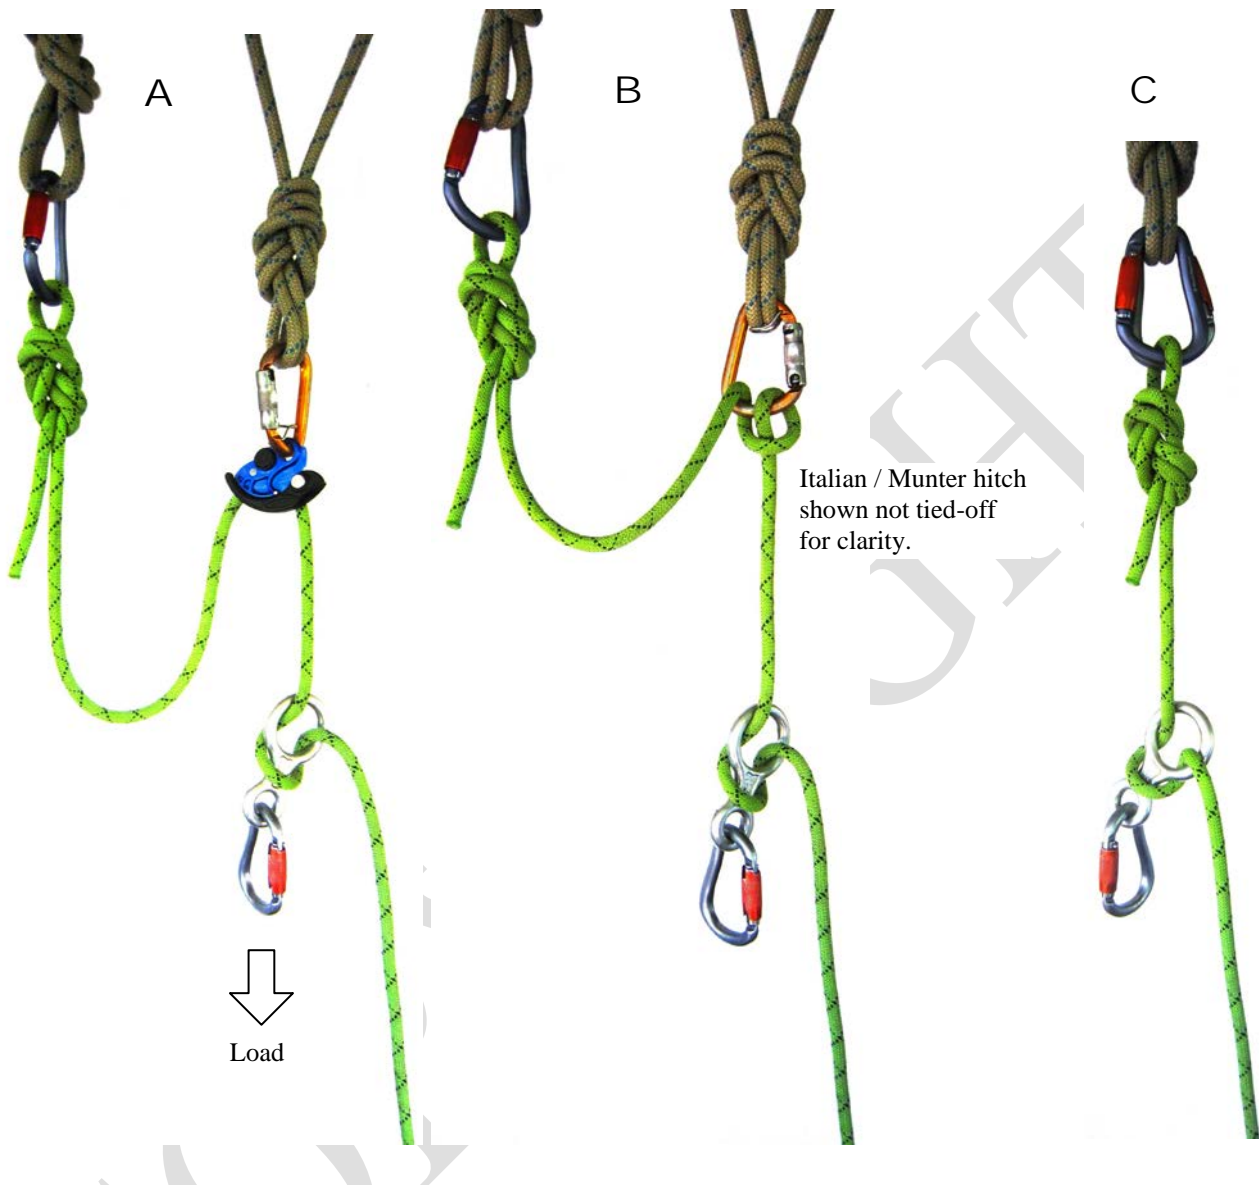 A
B
C
Italian / Munter hitch
shown not tied-off
for clarity.
Load